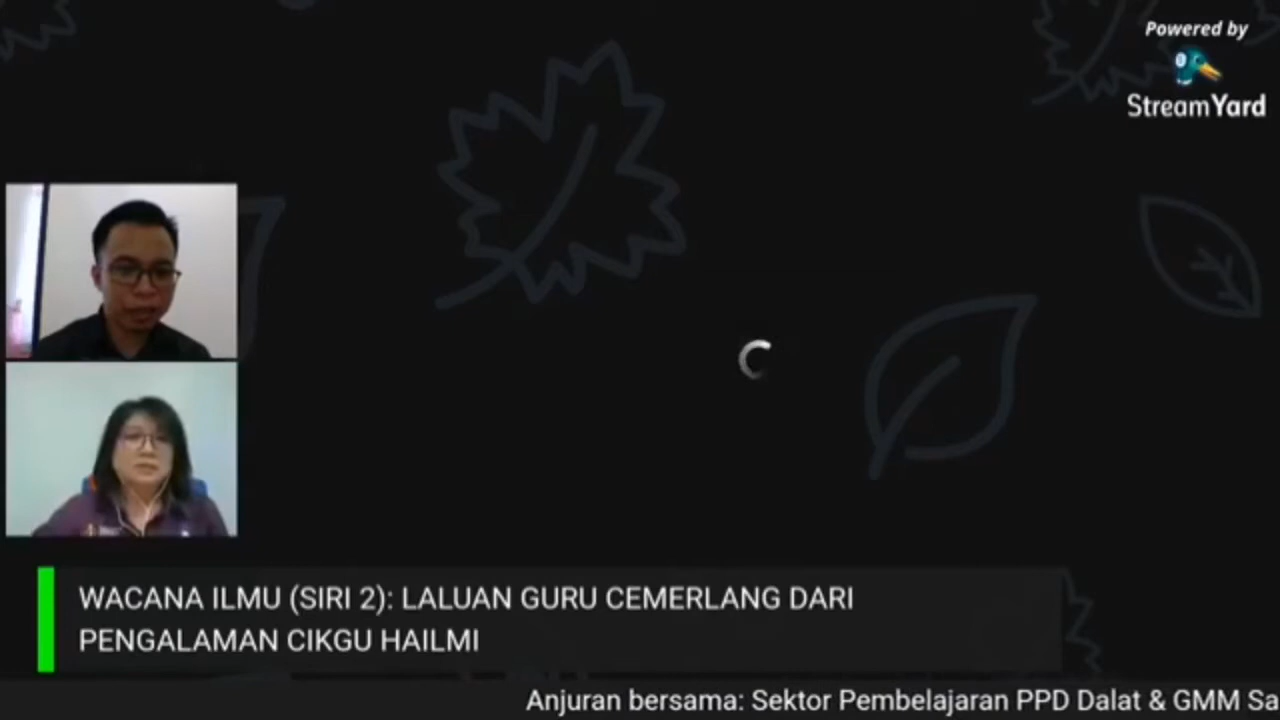 Powered by
StreamYard
WACANA ILMU (SIRI 2): LALUAN GURU CEMERLANG DARI
PENGALAMAN CIKGU HAILMI
Anjuran bersama: Sektor Pembelajaran PPD Dalat & GMM Sa